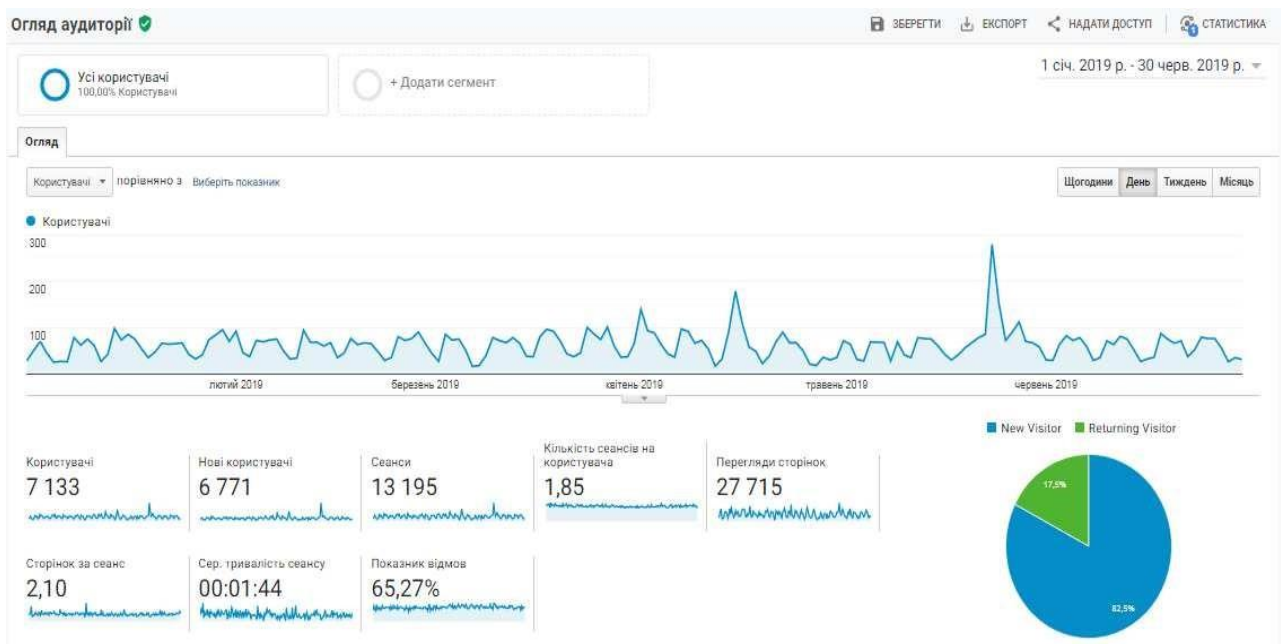 Огляд аудиторії
ЗБЕРЕГТИ ЕКСПОРТ НАДАТИ ДОСТУП СТАТИСТИКА
1
Усі користувачі
100,00% Користувачі
+ Додати сегмент
1 січ. 2019 р. - 30 черв. 2019 р.
Огляд
Користувачі порівняно з Виберіть показник
Щогодини День Тиждень Місяць
Користувачі
300
200
100
лютий 2019 березень 2019 квітень 2019 травень 2019 червень 2019
New Visitor Returning Visitor
Користувачі
7 133
Нові користувачі
6 771
Сеанси
13 195
Кількість сеансів на
користувача
1,85
Перегляди сторінок
27 715
Сторінок за сеанс
2,10
Сер. тривалість сеансу
00:01:44
Показник відмов
65,27%
17,5%
82,5%